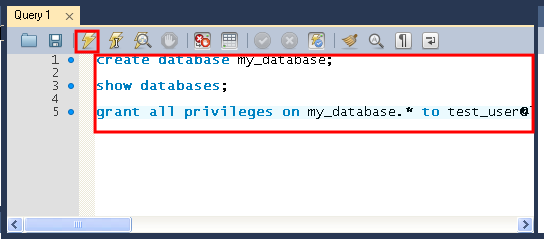 Query 1
1 create database my_database;
2
3 show databases;
4
5 grant all privileges on my_database.* to test_user@